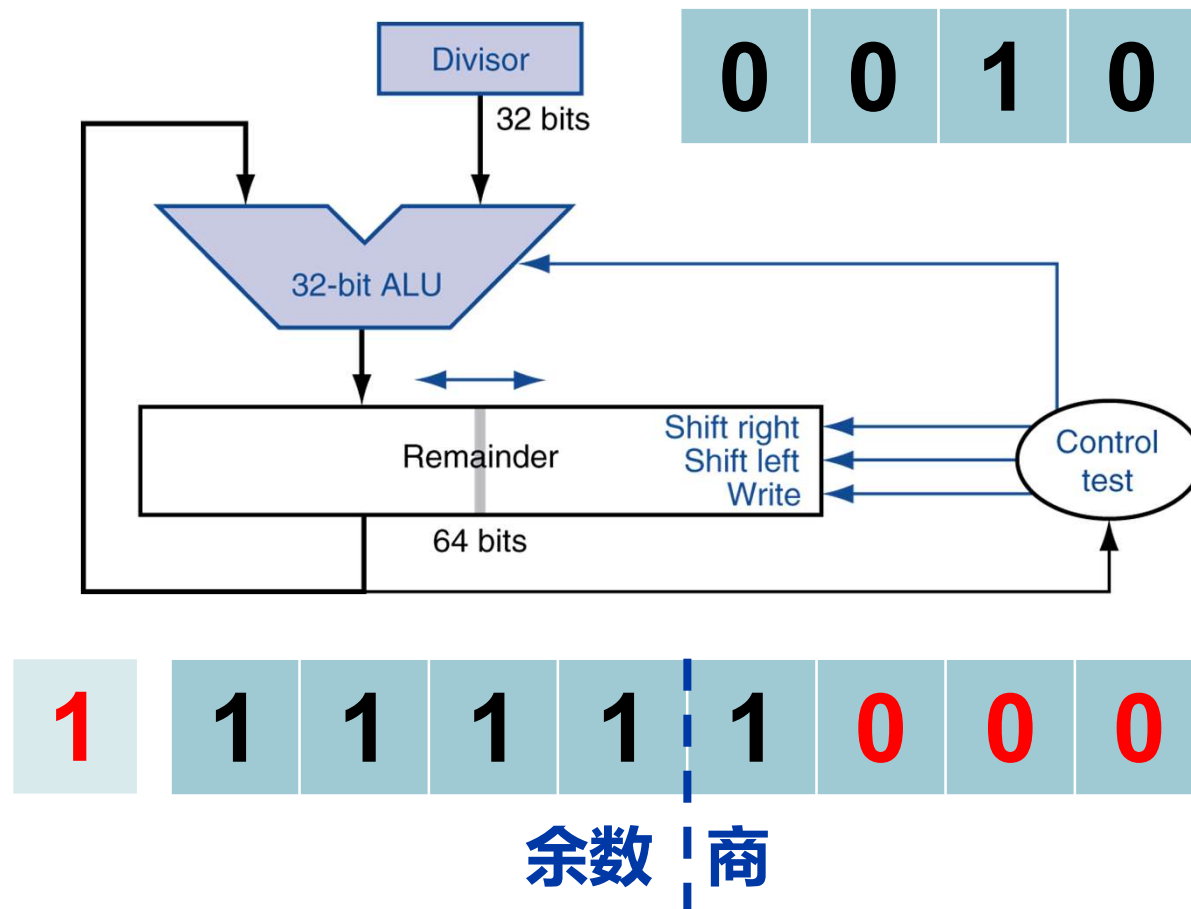 Divisor
0 0 1 0
32 bits
32-bit ALU
Remainder
Shift right
Shift left
Write
Control
test
64 bits
1 1 1 1 1 1 0 0 0
余数 商